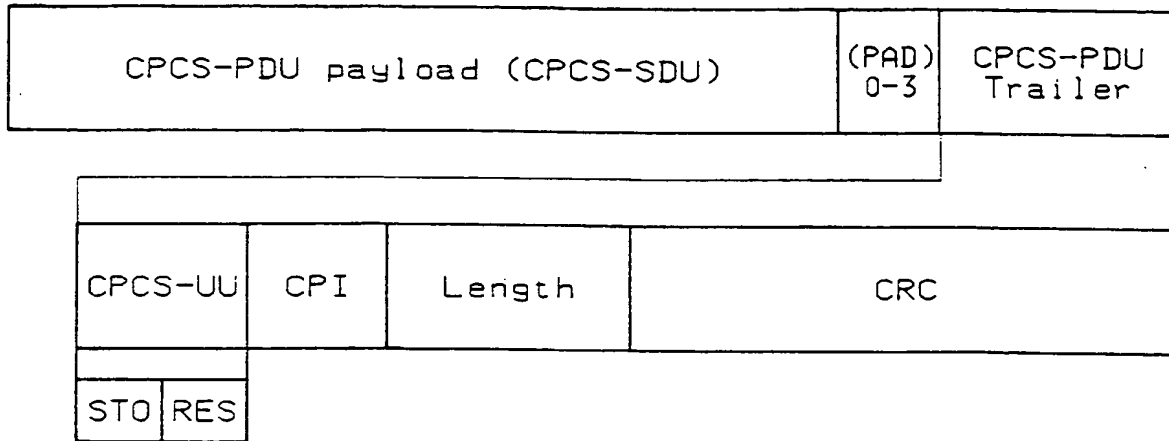 CPCS-PDU payload (CPCS-SDU)
(PAD)
0-3
CPCS-PDU
Trailer
CPCS-UU
CPI
Length
CRC
STO
RES